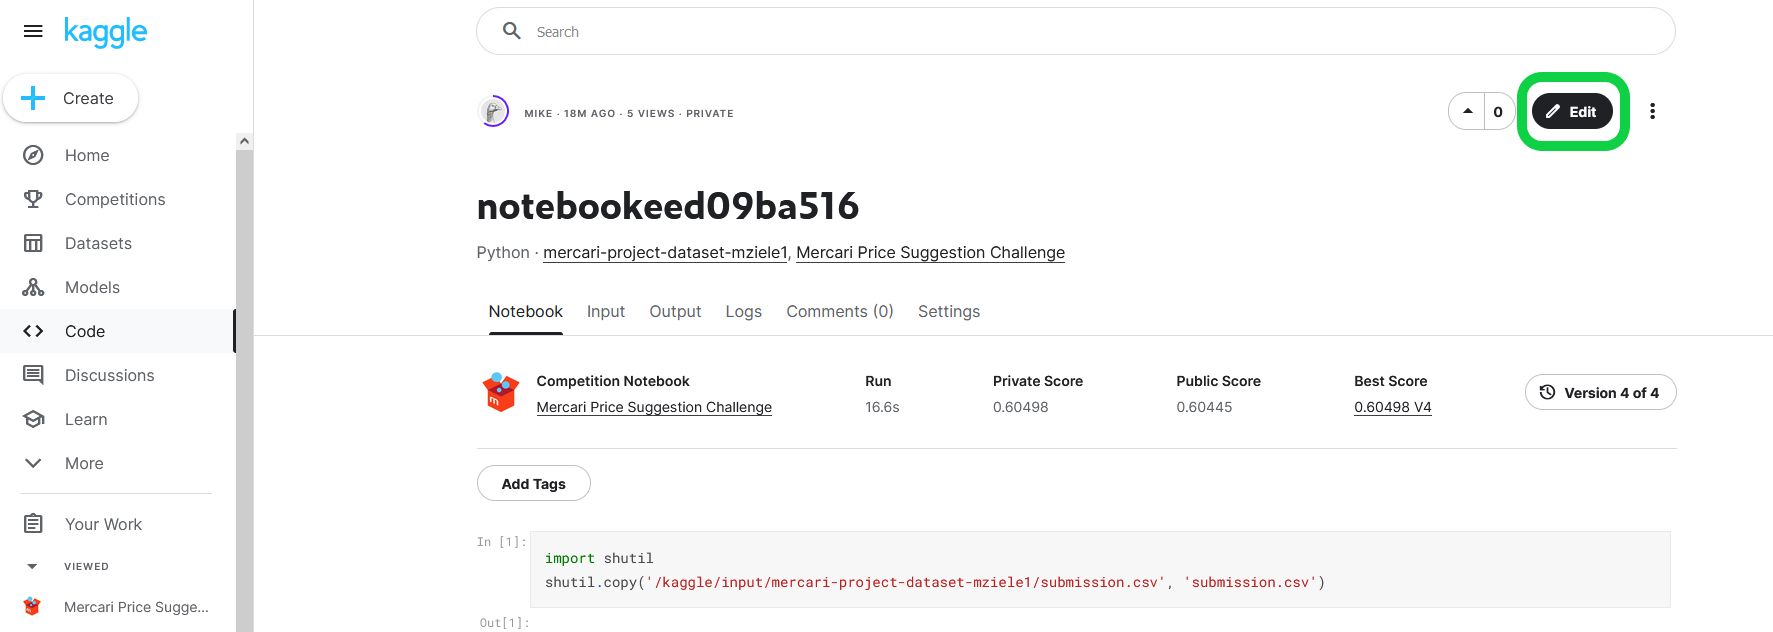 kaggle
Search
Create
MIKE · 18M AGO · 5 VIEWS · PRIVATE
0
Edit
Home
Competitions
Datasets
Models
Code
Discussions
Learn
More
Your Work
VIEWED
Mercari Price Sugge...
notebookeed09ba516
Python · mercari-project-dataset-mziele1, Mercari Price Suggestion Challenge
Notebook Input Output Logs Comments (0) Settings
Competition Notebook Run Private Score Public Score Best Score
Mercari Price Suggestion Challenge 16.6s 0.60498 0.60445 0.60498 V4
Version 4 of 4
m
Add Tags
In [1]:
import shutil
shutil.copy('/kaggle/input/mercari-project-dataset-mziele1/submission.csv', 'submission.csv')
Out[1]: